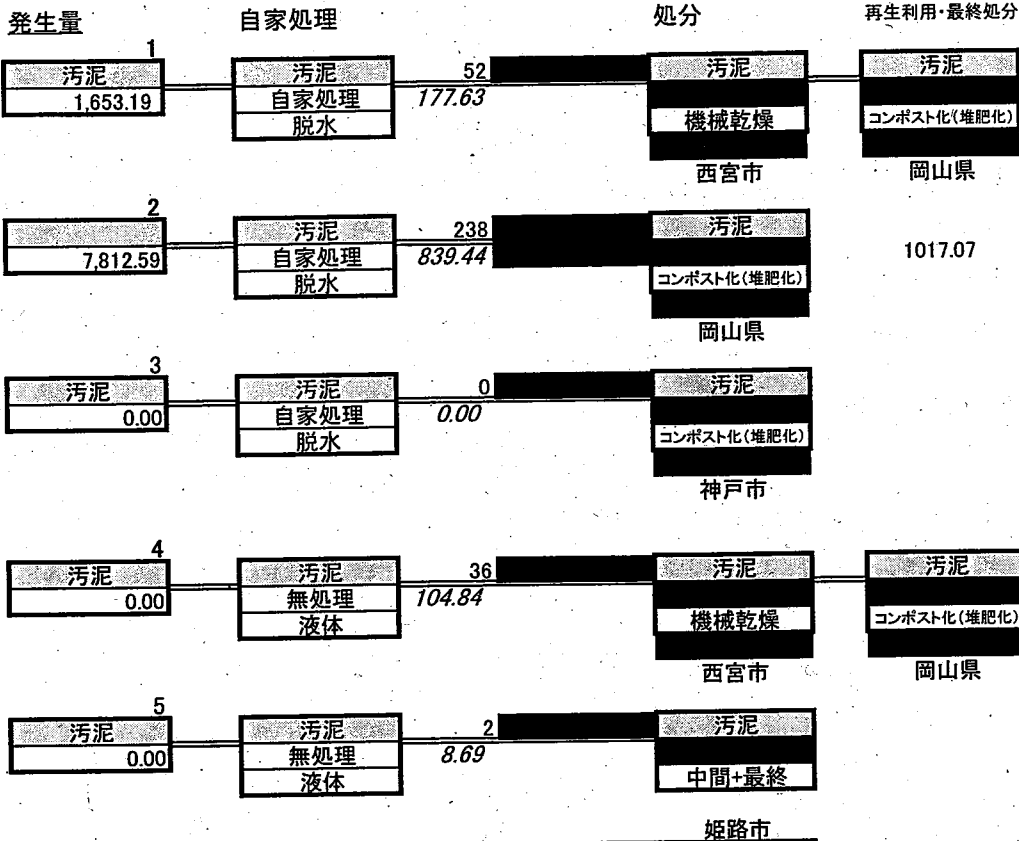 発生量 自家処理 処分 再生利用・最終処分
1
汚泥 汚泥 52 汚泥 汚泥
1,653.19 自家処理 177.63
脱水 機械乾燥 コンポスト化(堆肥化)
西宮市 岡山県
2
汚泥 238 汚泥
7,812.59 自家処理 839.44 1017.07
脱水 コンポスト化(堆肥化)
岡山県
3
汚泥 汚泥 0 汚泥
0.00 自家処理 0.00
脱水 コンポスト化(堆肥化)
神戸市
4
汚泥 汚泥 36 汚泥 汚泥
0.00 無処理 104.84
液体 機械乾燥 コンポスト化(堆肥化)
西宮市 岡山県
5
汚泥 汚泥 2 汚泥
0.00 無処理 8.69
液体 中間+最終
姫路市